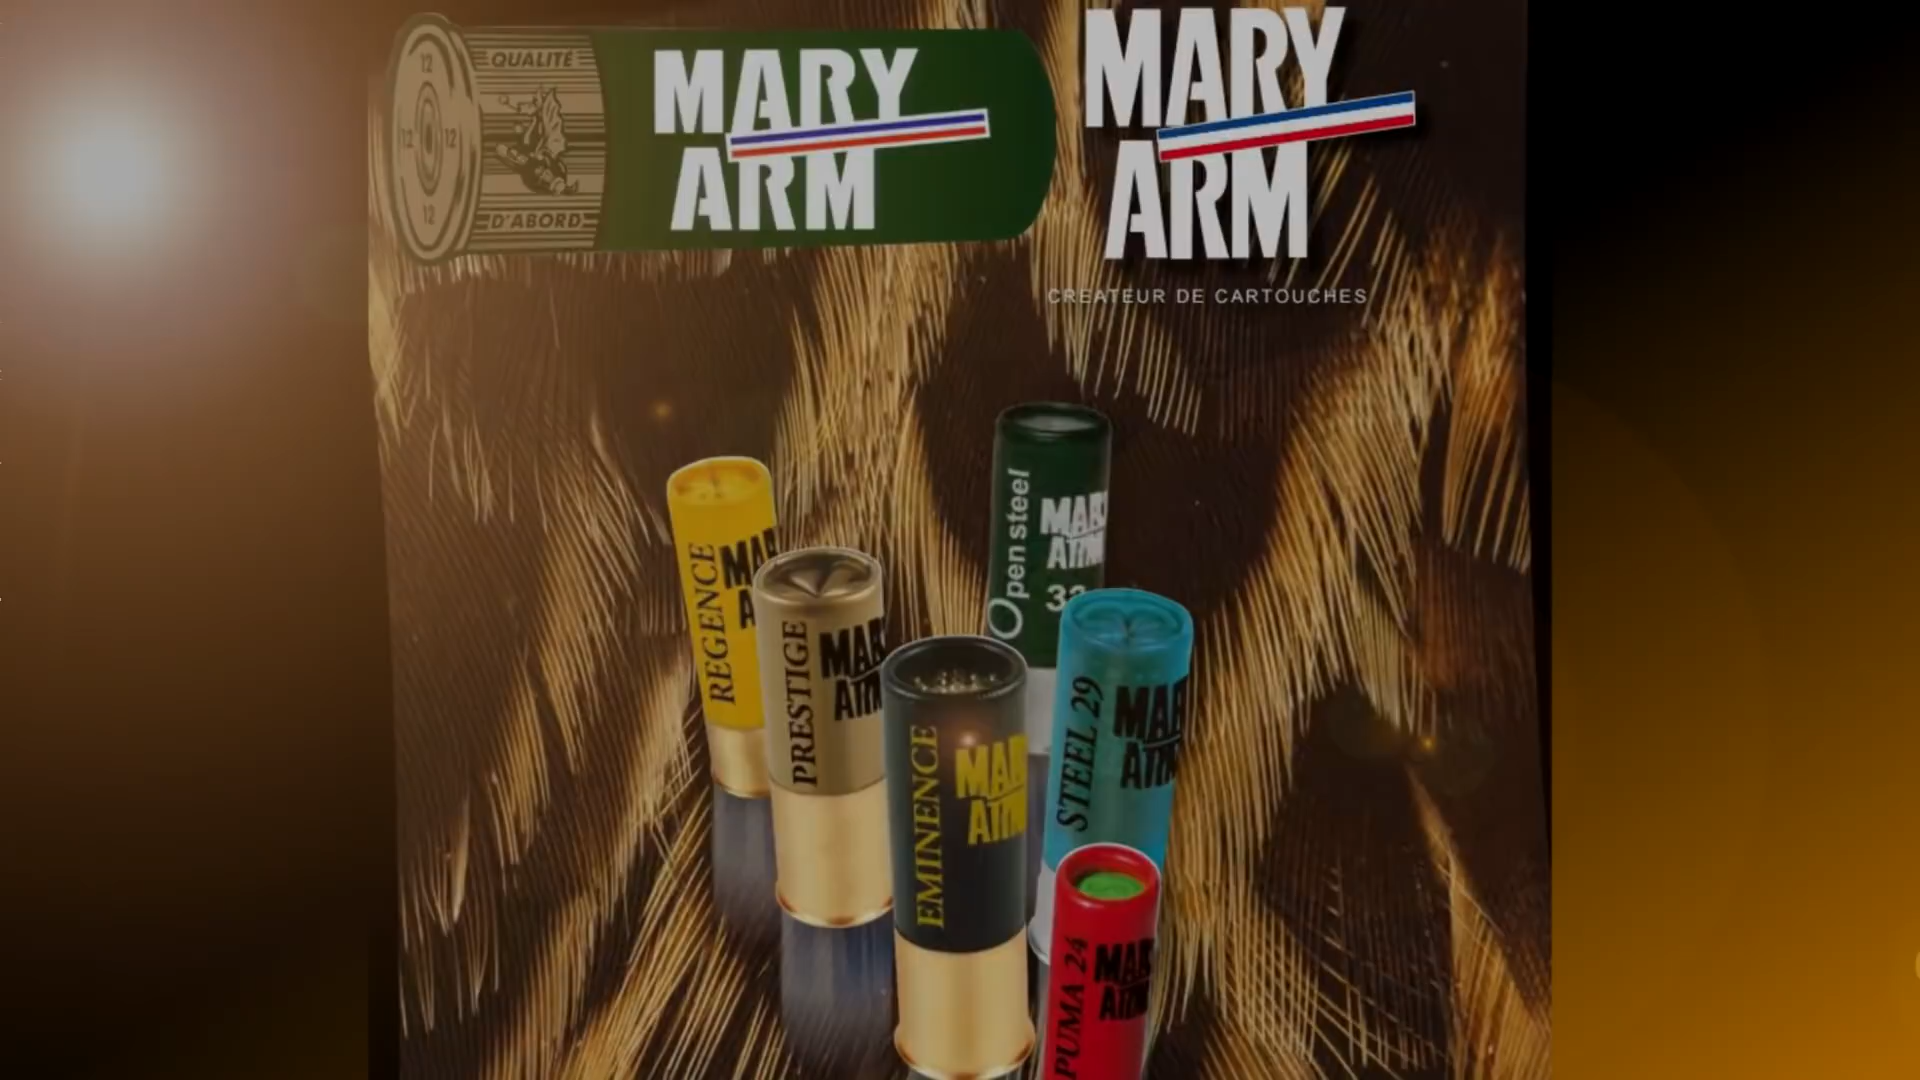 12
12
12
12
QUALITÉ
D'ABORD
MARY
ARM
MARY
ARM
CREATEUR DE CARTOUCHES
REGENCE
PRESTIGE
EMINENCE
Open steel
STEEL 29
PUMA 24